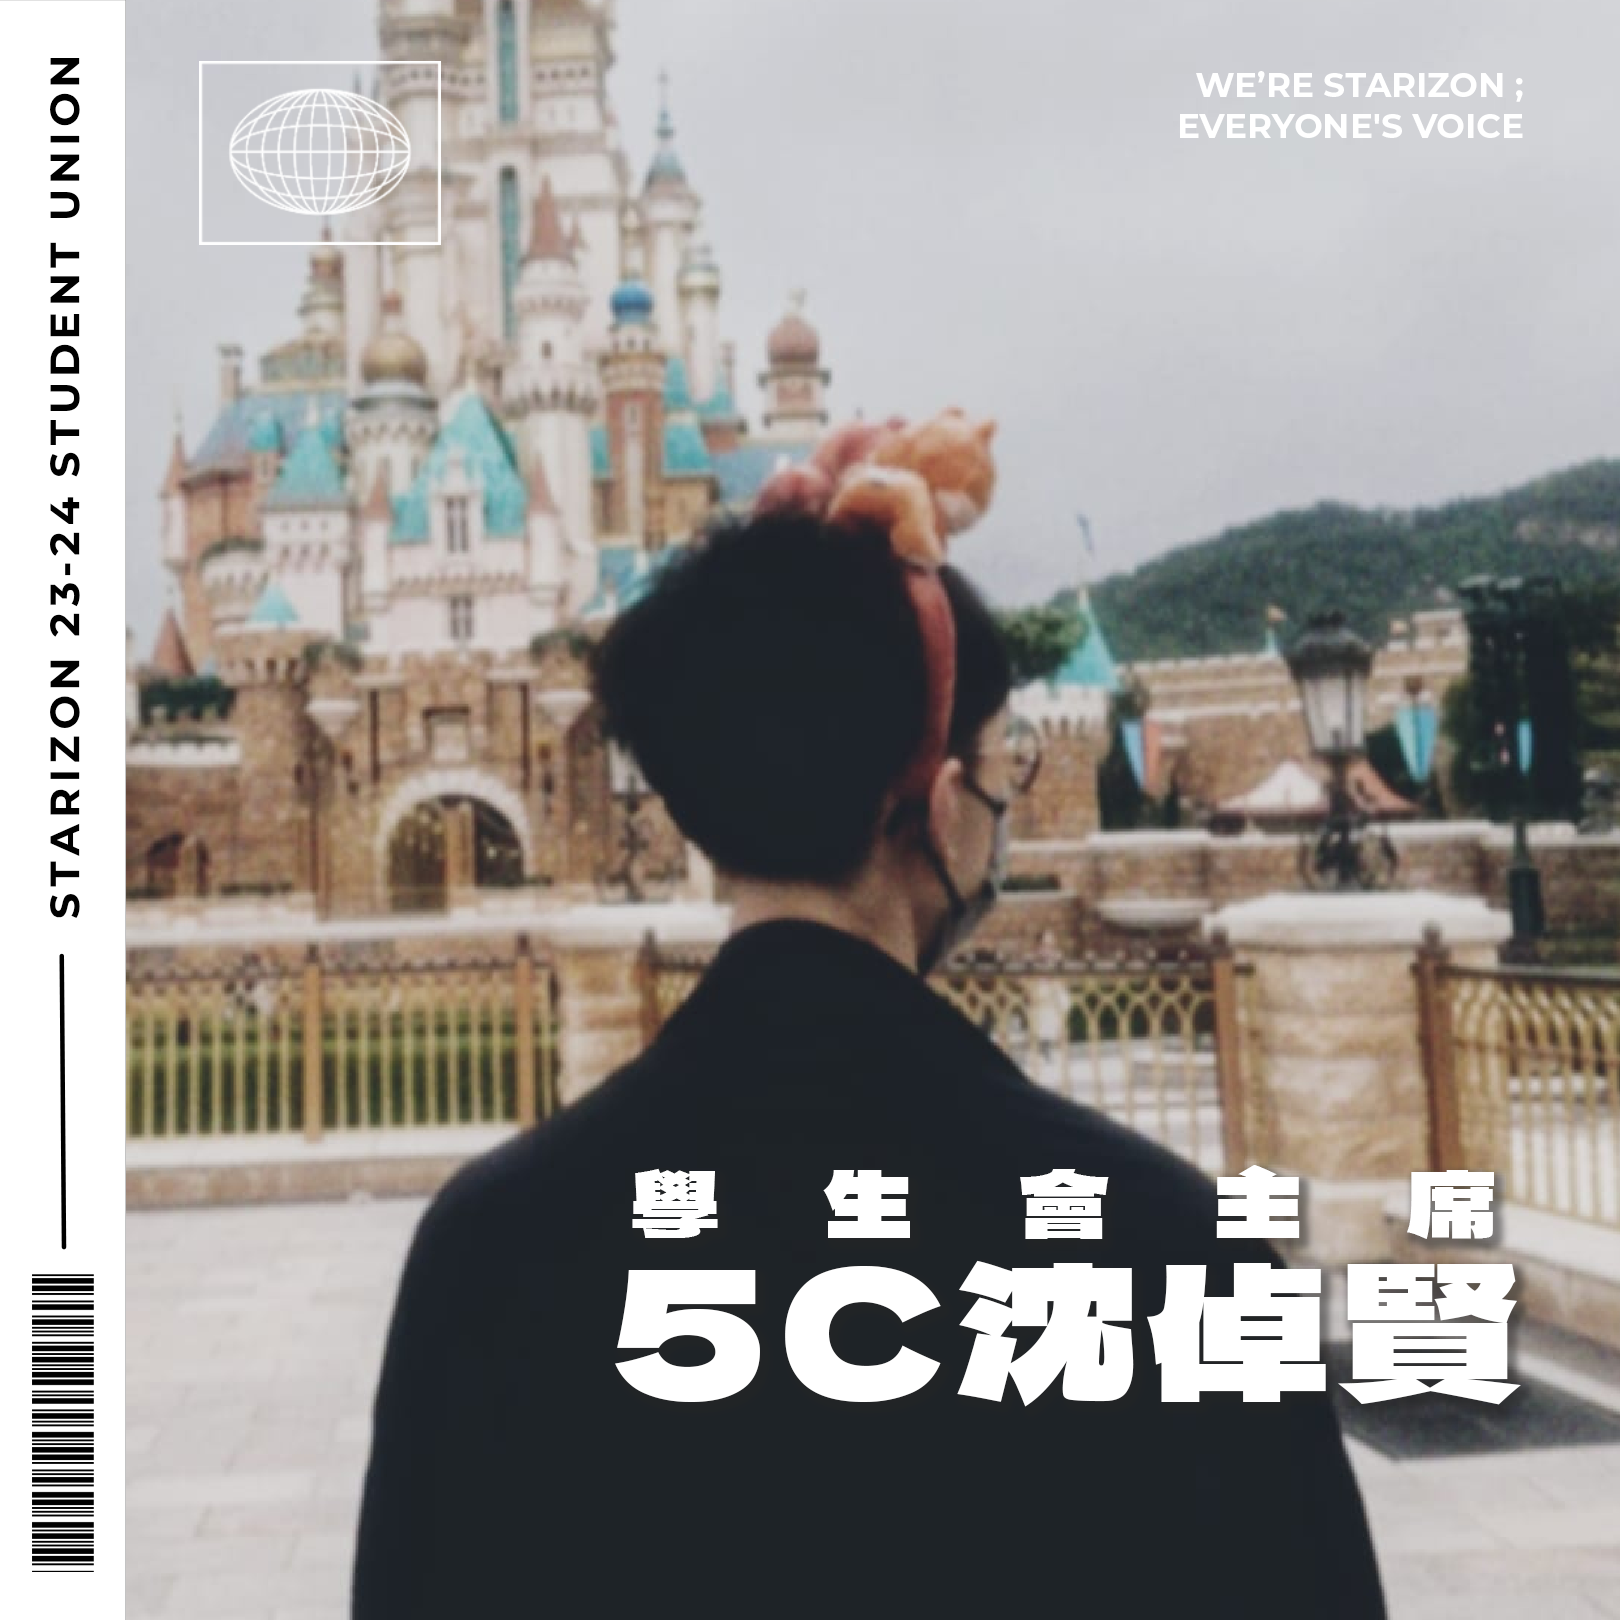 STARIZON 23-24 STUDENT UNION
WE’RE STARIZON ;
EVERYONE'S VOICE
學生會主席
5C沈倬賢